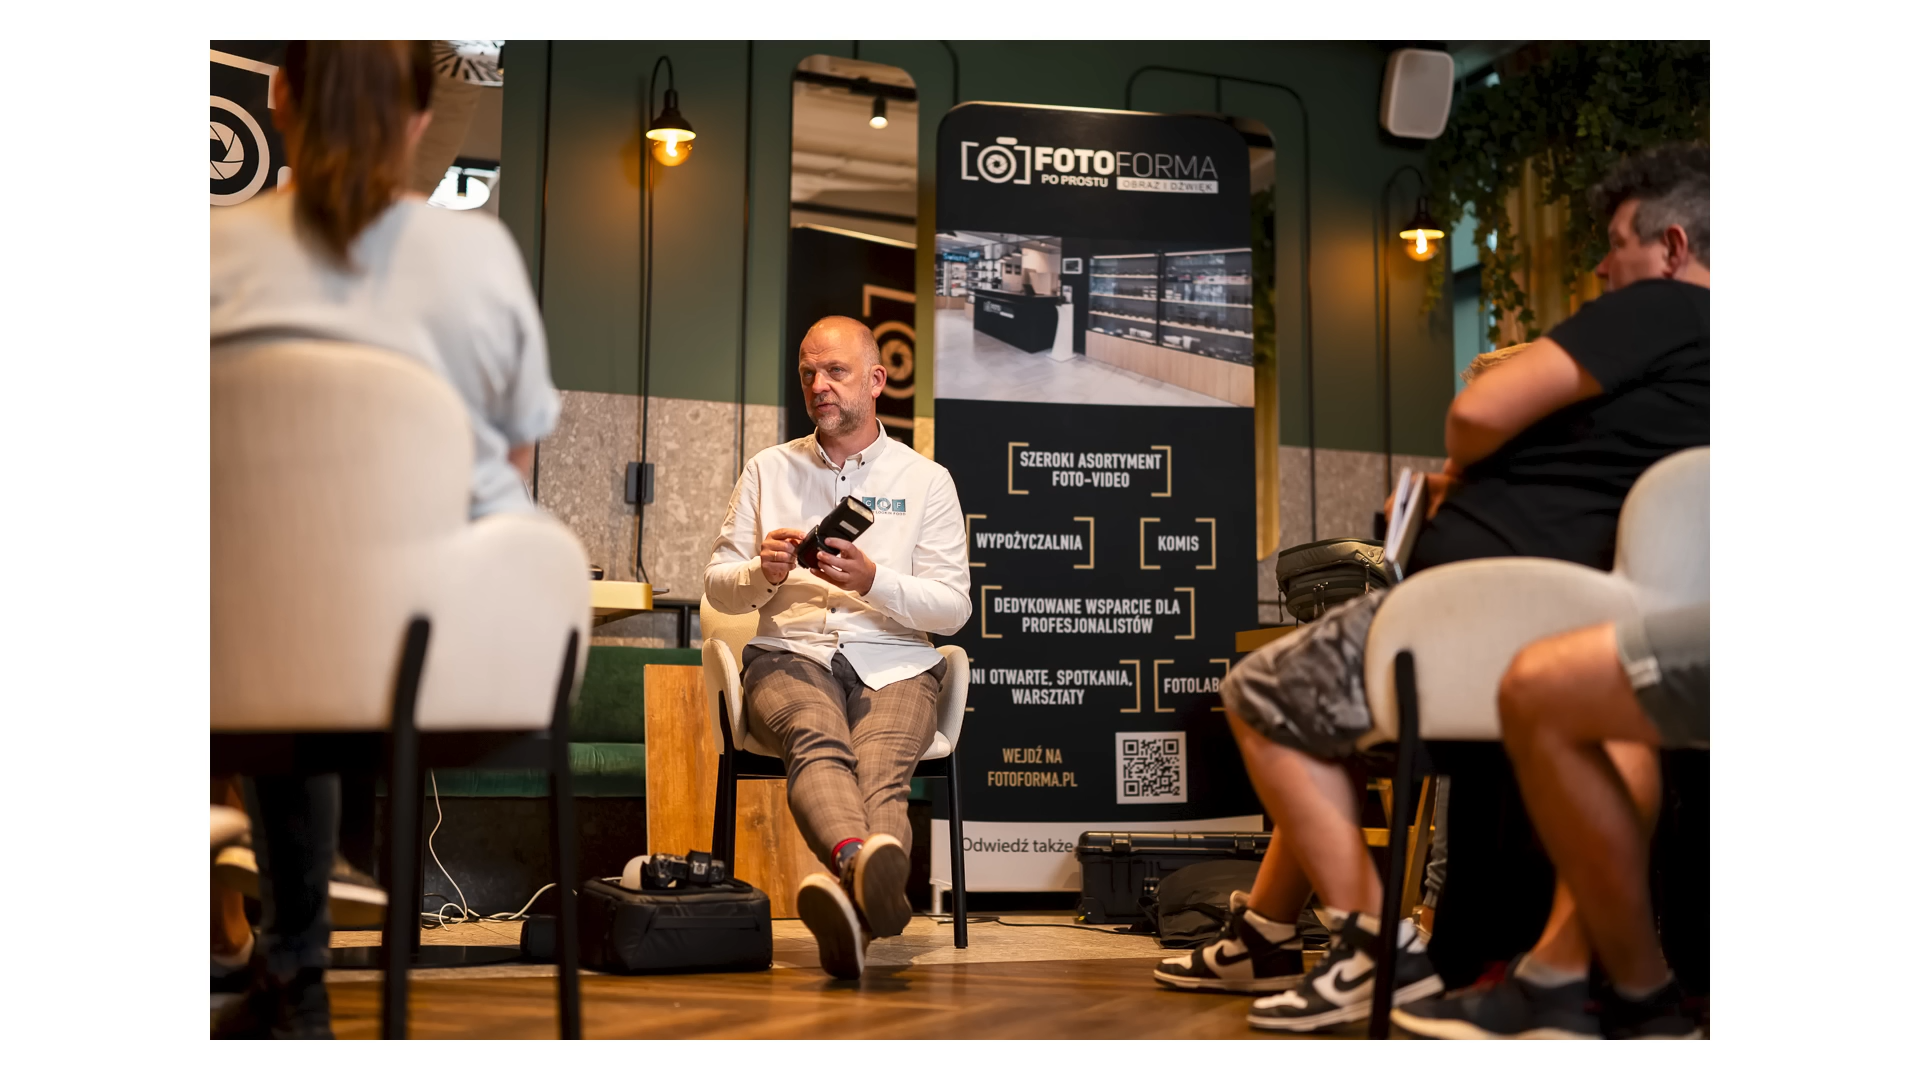 FOTOFORMA
PO PROSTU OBRAZ I DŹWIĘK
SZEROKI ASORTYMENT
FOTO-VIDEO
WYPOŻYCZALNIA
KOMIS
DEDYKOWANE WSPARCIE DLA
PROFESJONALISTÓW
NI OTWARTE, SPOTKANIA,
WARSZTATY
FOTOLAB
WEJDŹ NA
FOTOFORMA.PL
Odwiedź także